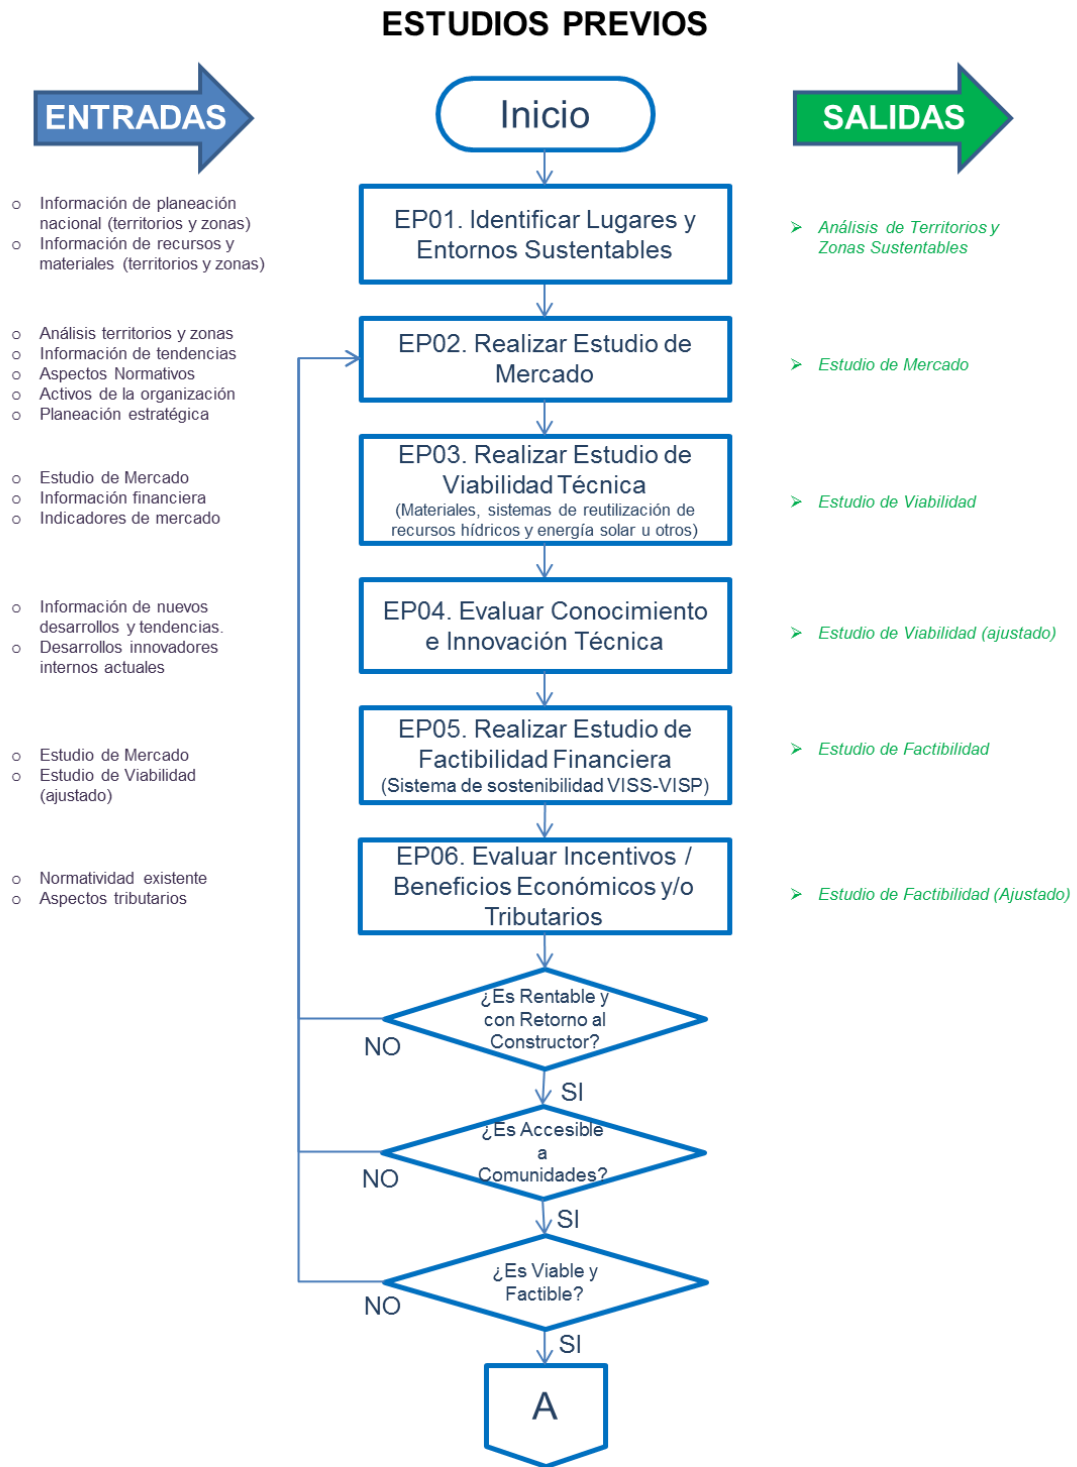 ESTUDIOS PREVIOS
ENTRADAS
Inicio
SALIDAS
o Información de planeación
nacional (territorios y zonas)
o Información de recursos y
materiales (territorios y zonas)
EP01. Identificar Lugares y
Entornos Sustentables
➢ Análisis de Territorios y
Zonas Sustentables
o Análisis territorios y zonas
o Información de tendencias
o Aspectos Normativos
o Activos de la organización
o Planeación estratégica
EP02. Realizar Estudio de
Mercado
➢ Estudio de Mercado
o Estudio de Mercado
o Información financiera
o Indicadores de mercado
EP03. Realizar Estudio de
Viabilidad Técnica
(Materiales, sistemas de reutilización de
recursos hídricos y energía solar u otros)
➢ Estudio de Viabilidad
o Información de nuevos
desarrollos y tendencias.
o Desarrollos innovadores
internos actuales
EP04. Evaluar Conocimiento
e Innovación Técnica
➢ Estudio de Viabilidad (ajustado)
o Estudio de Mercado
o Estudio de Viabilidad
(ajustado)
EP05. Realizar Estudio de
Factibilidad Financiera
(Sistema de sostenibilidad VISS-VISP)
➢ Estudio de Factibilidad
o Normatividad existente
o Aspectos tributarios
EP06. Evaluar Incentivos /
Beneficios Económicos y/o
Tributarios
➢ Estudio de Factibilidad (Ajustado)
¿Es Rentable y
con Retorno al
Constructor?
NO
SI
¿Es Accesible
a
Comunidades?
NO
SI
¿Es Viable y
Factible?
NO
SI
A